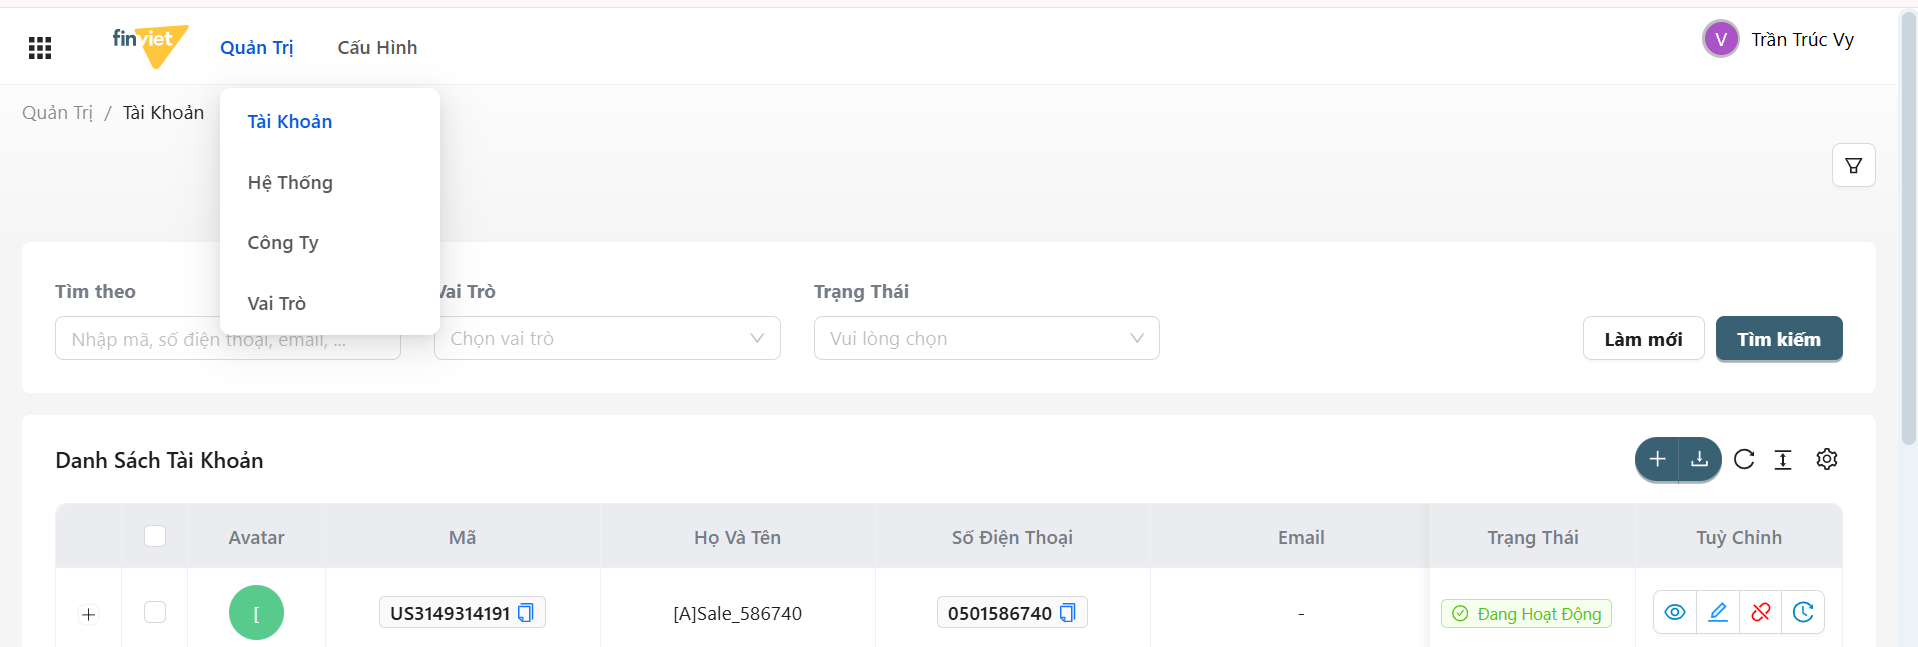 finviet
Quản Trị
Cấu Hình
V
Trần Trúc Vy
Quản Trị / Tài Khoản
Tài Khoản
Hệ Thống
Công Ty
Vai Trò
Tìm theo
Vai Trò
Trạng Thái
Nhập mã, số điện thoại, email, ...
Chọn vai trò
Vui lòng chọn
Làm mới
Tìm kiếm
Danh Sách Tài Khoản
Avatar
Mã
Họ Và Tên
Số Điện Thoại
Email
Trạng Thái
Tuỳ Chỉnh
[
US3149314191
[A]Sale_586740
0501586740
-
Đang Hoạt Động